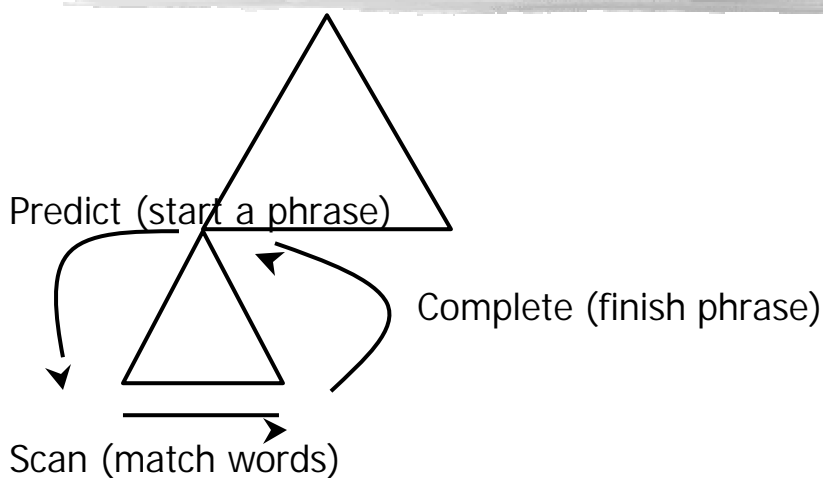 Predict (start a phrase)
Complete (finish phrase)
Scan (match words)